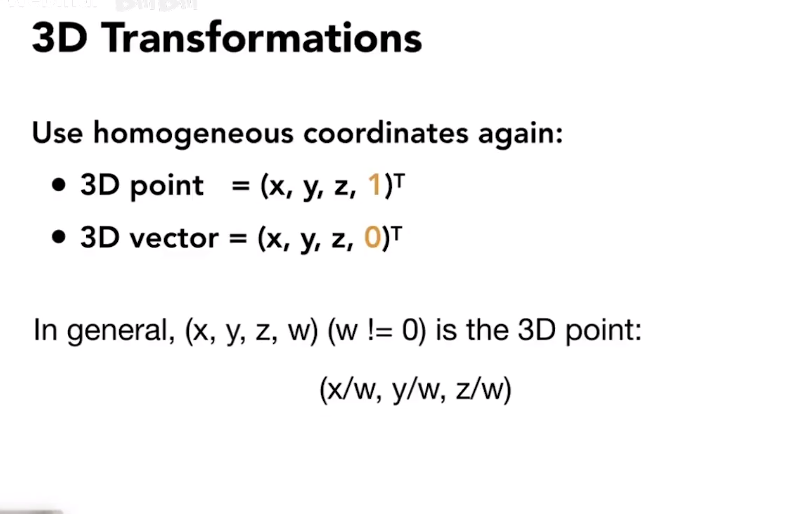 3D Transformations
Use homogeneous coordinates again:
• 3D point = (x, y, z, 1)ᵀ
• 3D vector = (x, y, z, 0)ᵀ
In general, (x, y, z, w) (w != 0) is the 3D point:
(x/w, y/w, z/w)